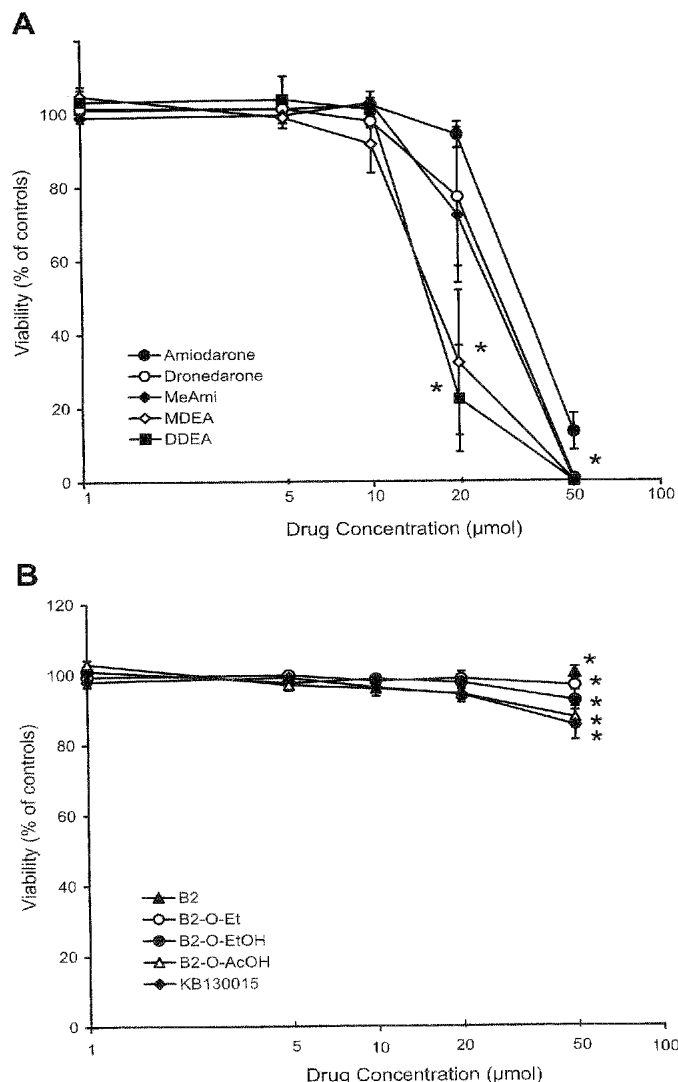 A
Viability (% of controls)
100
80
60
40
20
0
Amiodarone
Dronedarone
MeAmi
MDEA
DDEA
*
*
*
1
5
10
20
50
100
Drug Concentration (µmol)
B
Viability (% of controls)
120
100
80
60
40
20
0
*
*
*
*
*
B2
B2-O-Et
B2-O-EtOH
B2-O-AcOH
KB130015
1
5
10
20
50
100
Drug Concentration (µmol)